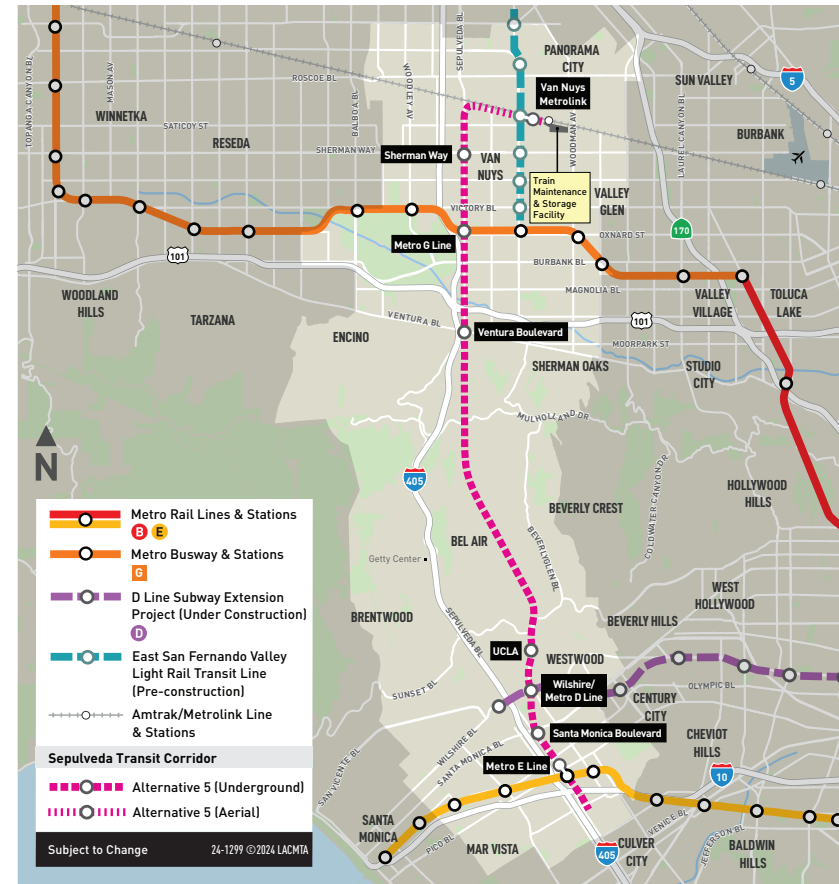 SEPULVEDA BL
PANORAMA
CITY
SUN VALLEY
5
TOPANGA CANYON BL
MASON AV
WOODLEY AV
ROSCOE BL
BALBOA BL
Van Nuys
Metrolink
WOODMAN AV
LAUREL CANYON BL
WINNETKA
SATICOY ST
RESEDA
SHERMAN WAY
Sherman Way
VAN
NUYS
BURBANK
Train
Maintenance
& Storage
Facility
VALLEY
GLEN
VICTORY BL
170
OXNARD ST
Metro G Line
101
BURBANK BL
MAGNOLIA BL
WOODLAND
HILLS
TARZANA
VALLEY
VILLAGE
TOLUCA
LAKE
VENTURA BL
101
ENCINO
Ventura Boulevard
MOORPARK ST
SHERMAN OAKS
STUDIO
CITY
MULHOLLAND DR
N
405
COLDWATER CANYON DR
HOLLYWOOD
HILLS
BEVERLY CREST
BEL AIR
BEVERLY GLEN BL
Getty Center
WEST
HOLLYWOOD
BRENTWOOD
SEPULVEDA BL
BEVERLY HILLS
UCLA
WESTWOOD
SUNSET BL
Wilshire/
Metro D Line
OLYMPIC BL
CENTURY
CITY
Santa Monica Boulevard
WILSHIRE BL
SANTA MONICA BL
CHEVIOT
HILLS
Metro E Line
10
SAN VICENTE BL
SANTA
MONICA
PICO BL
MAR VISTA
VENICE BL
JEFFERSON BL
405
CULVER
CITY
BALDWIN
HILLS
Metro Rail Lines & Stations
B E
Metro Busway & Stations
G
D Line Subway Extension
Project (Under Construction)
D
East San Fernando Valley
Light Rail Transit Line
(Pre-construction)
Amtrak/Metrolink Line
& Stations
Sepulveda Transit Corridor
Alternative 5 (Underground)
Alternative 5 (Aerial)
Subject to Change 24-1299 ©2024 LACMTA